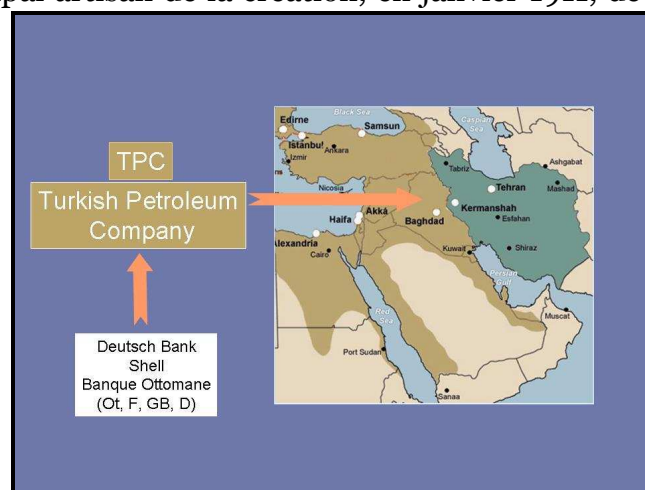 pal artisan de la création, en janvier 1911, de
TPC
Turkish Petroleum
Company
Deutsch Bank
Shell
Banque Ottomane
(Ot, F, GB, D)
Black Sea
Caspian
Sea
Edirne
Istanbul
Samsun
Izmir
Ankara
Tabriz
Ashgabat
Tehran
Mashad
Nicosia
Akká
Haifa
Kermanshah
Baghdad
Esfahan
Alexandria
Cairo
Kuwait
Shiraz
Persian
Gulf
Red
Sea
Muscat
Port Sudan
Sanaa